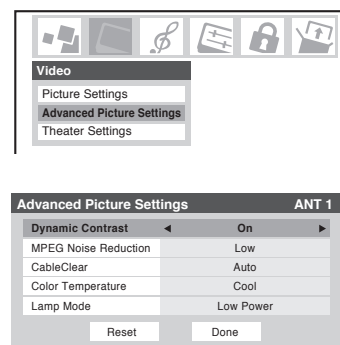 Video
Picture Settings
Advanced Picture Settings
Theater Settings
Advanced Picture Settings ANT 1
Dynamic Contrast ◀ On ▶
MPEG Noise Reduction Low
CableClear Auto
Color Temperature Cool
Lamp Mode Low Power
Reset Done